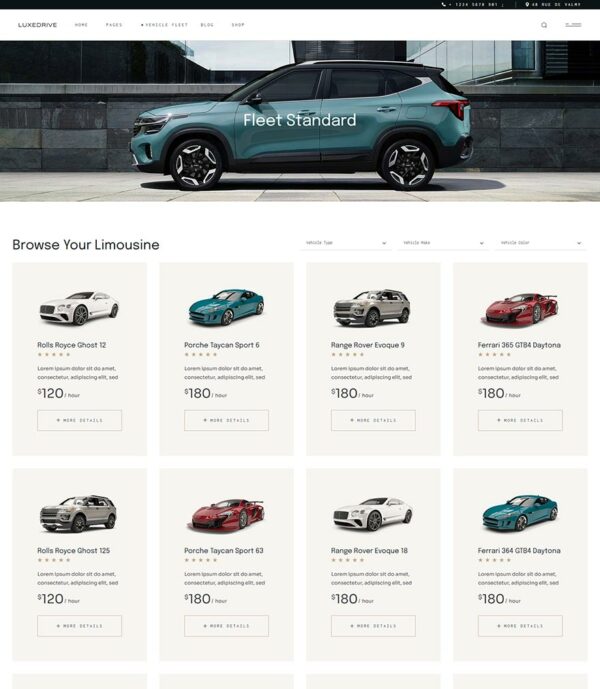 + 1234 5678 901 ;
48 RUE DE VALMY
LUXEDRIVE
HOME
PAGES
VEHICLE FLEET
BLOG
SHOP
Fleet Standard
Browse Your Limousine
Vehicle Type
Vehicle Make
Vehicle Color
Rolls Royce Ghost 12
Lorem ipsum dolor sit do amet,
consectetur, adipiscing elit, sed
$120 / hour
+ MORE DETAILS
Porche Taycan Sport 6
Lorem ipsum dolor sit do amet,
consectetur, adipiscing elit, sed
$180 / hour
+ MORE DETAILS
Range Rover Evoque 9
Lorem ipsum dolor sit do amet,
consectetur, adipiscing elit, sed
$180 / hour
+ MORE DETAILS
Ferrari 365 GTB4 Daytona
Lorem ipsum dolor sit do amet,
consectetur, adipiscing elit, sed
$180 / hour
+ MORE DETAILS
Rolls Royce Ghost 125
Lorem ipsum dolor sit do amet,
consectetur, adipiscing elit, sed
$120 / hour
+ MORE DETAILS
Porche Taycan Sport 63
Lorem ipsum dolor sit do amet,
consectetur, adipiscing elit, sed
$180 / hour
+ MORE DETAILS
Range Rover Evoque 18
Lorem ipsum dolor sit do amet,
consectetur, adipiscing elit, sed
$180 / hour
+ MORE DETAILS
Ferrari 364 GTB4 Daytona
Lorem ipsum dolor sit do amet,
consectetur, adipiscing elit, sed
$180 / hour
+ MORE DETAILS